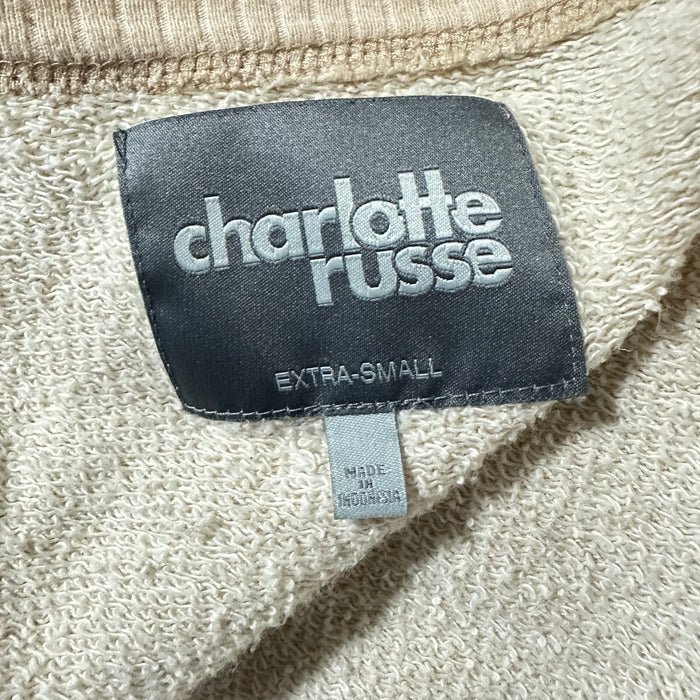 charlotte
russe
EXTRA-SMALL
MADE
IN
INDONESIA